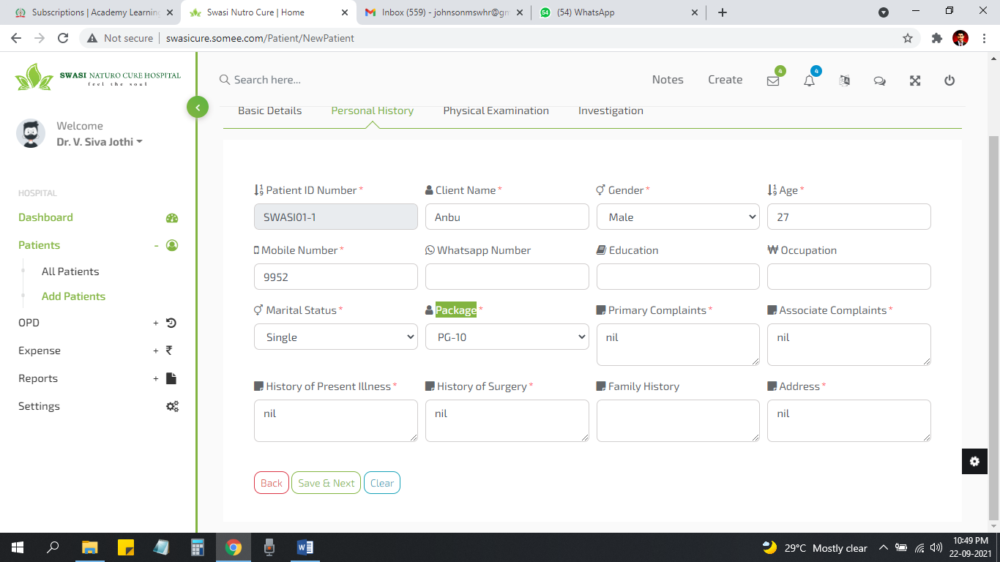 Subscriptions | Academy Learning
Swasi Nutro Cure | Home
Inbox (559) - johnsonmswhr@gm
54 (54) WhatsApp
Not secure | swasicure.somee.com/Patient/NewPatient
SWASI NATURO CURE HOSPITAL
feel the soul
Search here...
Notes Create 4 4
Welcome
Dr. V. Siva Jothi
HOSPITAL
Dashboard
Patients -
All Patients
Add Patients
OPD +
Expense + ₹
Reports +
Settings
Basic Details Personal History Physical Examination Investigation
Patient ID Number * Client Name * Gender * Age *
SWASI01-1 Anbu Male 27
Mobile Number * Whatsapp Number Education ₩ Occupation
9952
Marital Status * Package * Primary Complaints * Associate Complaints *
Single PG-10 nil nil
History of Present Illness * History of Surgery * Family History Address *
nil nil nil
Back Save & Next Clear
29°C Mostly clear
10:49 PM
22-09-2021